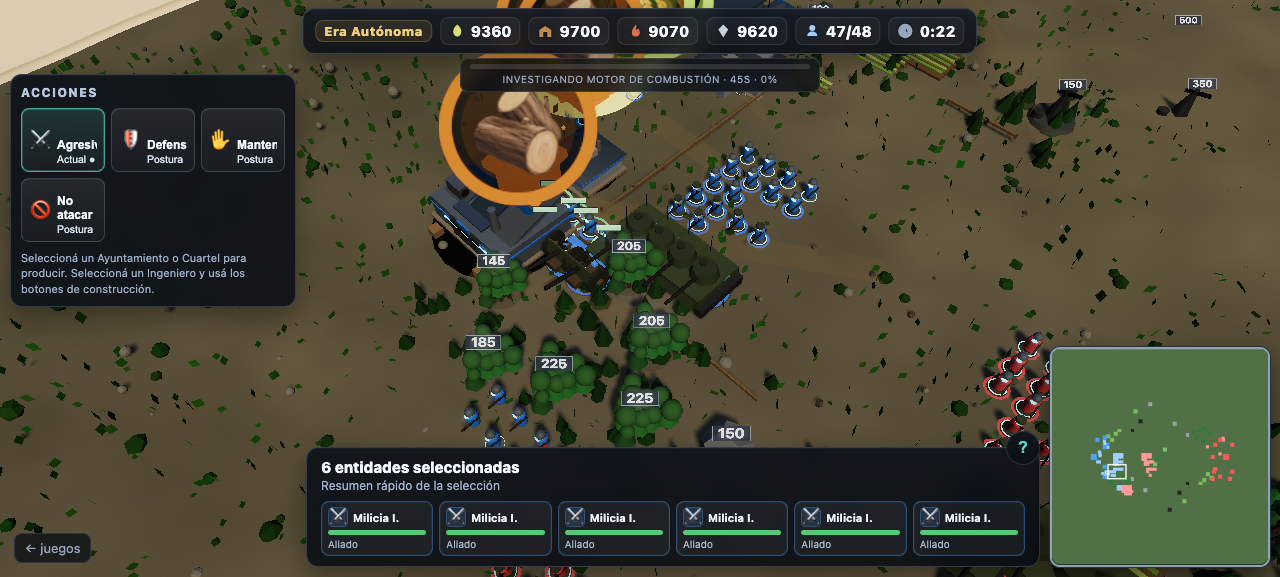 100
500
Era Autónoma
9360
9700
9070
9620
47/48
0:22
INVESTIGANDO MOTOR DE COMBUSTIÓN · 45S · 0%
150
350
ACCIONES
Agresiv
Actual ●
Defens
Postura
Manten
Postura
No
atacar
Postura
Seleccioná un Ayuntamiento o Cuartel para
producir. Seleccioná un Ingeniero y usá los
botones de construcción.
205
145
205
185
225
225
150
?
6 entidades seleccionadas
Resumen rápido de la selección
Milicia I.
Aliado
Milicia I.
Aliado
Milicia I.
Aliado
Milicia I.
Aliado
Milicia I.
Aliado
Milicia I.
Aliado
← juegos